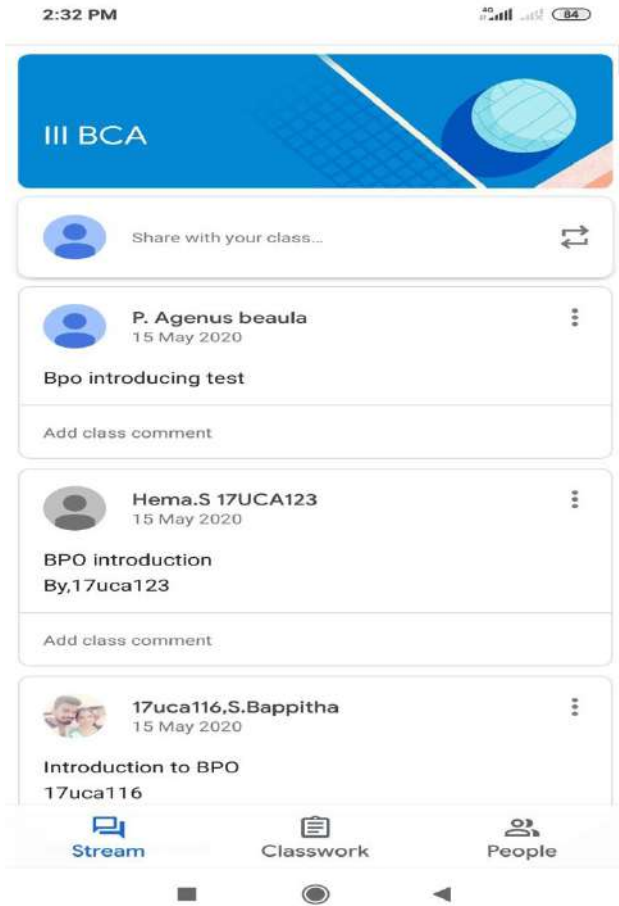 2:32 PM
4G
84
III BCA
Share with your class...
P. Agenus beaula
15 May 2020
Bpo introducing test
Add class comment
Hema.S 17UCA123
15 May 2020
BPO introduction
By,17uca123
Add class comment
17uca116,S.Bappitha
15 May 2020
Introduction to BPO
17uca116
Stream
Classwork
People